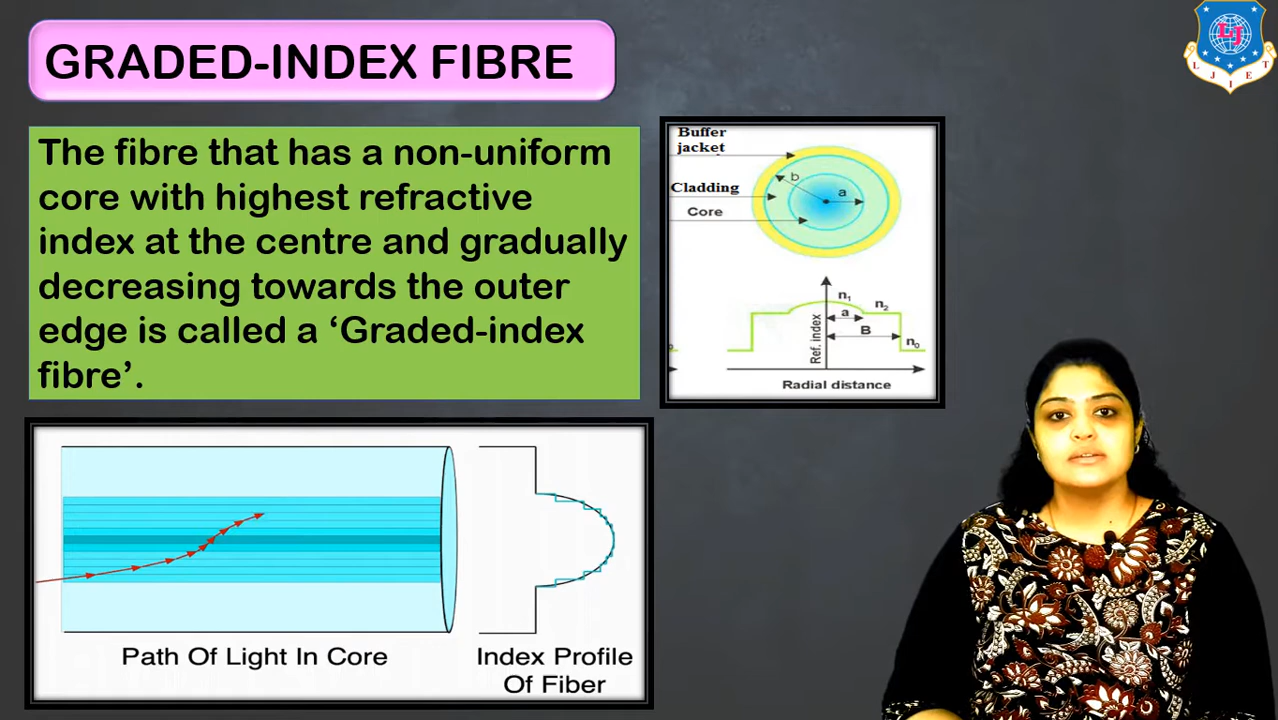 GRADED-INDEX FIBRE
LJ
L J I E T
The fibre that has a non-uniform
core with highest refractive
index at the centre and gradually
decreasing towards the outer
edge is called a ‘Graded-index
fibre’.
Buffer
jacket
b
a
Cladding
Core
n₁
n₂
a
B
n₀
Ref. index
Radial distance
Path Of Light In Core
Index Profile
Of Fiber